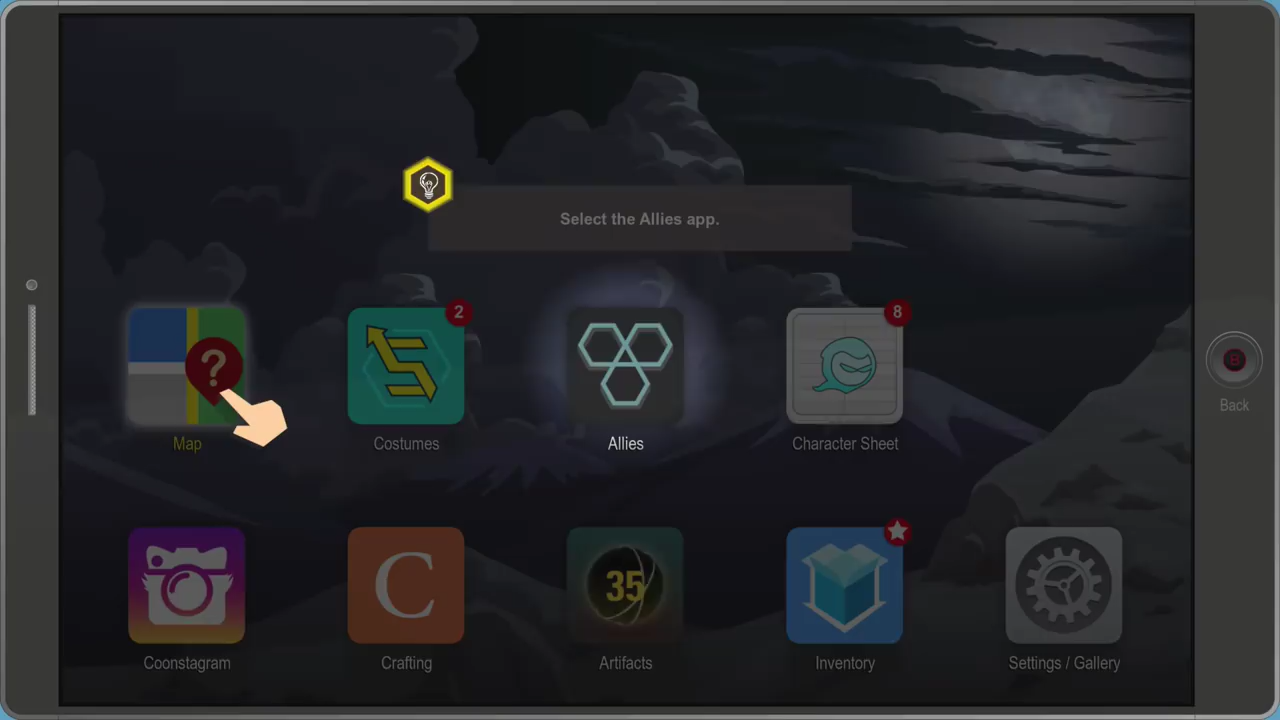 Select the Allies app.
?
2
8
Map
Costumes
Allies
Character Sheet
B
Back
C
35
Coonstagram
Crafting
Artifacts
Inventory
Settings / Gallery